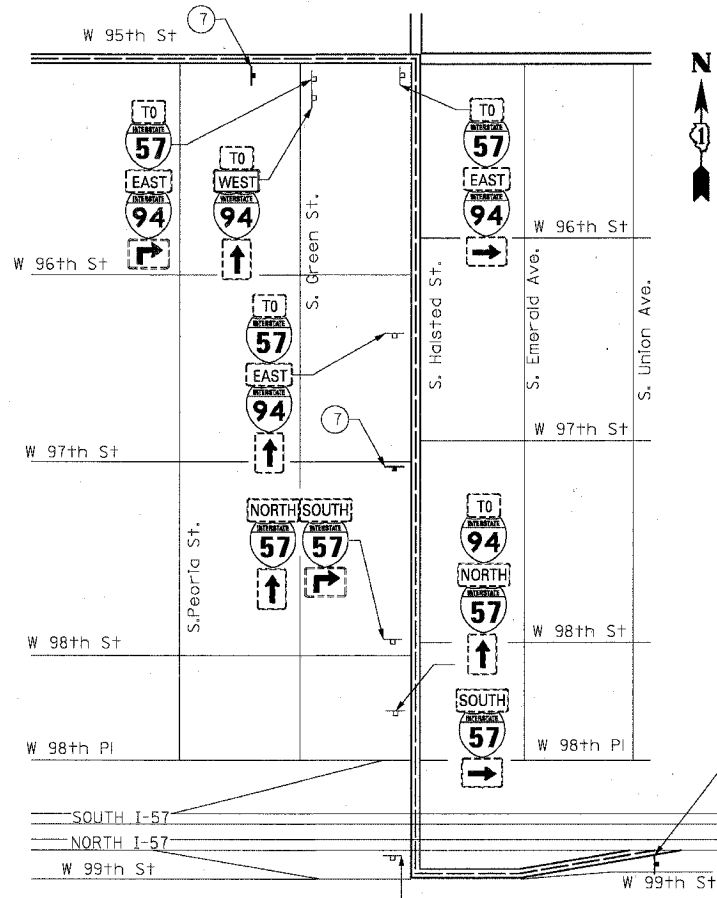 7
W 95th St
N
1
TO
INTERSTATE
57
EAST
INTERSTATE
94
TO
WEST
INTERSTATE
94
TO
INTERSTATE
57
EAST
INTERSTATE
94
S. Green St.
W 96th St
W 96th St
S. Halsted St.
S. Emerald Ave.
S. Union Ave.
TO
INTERSTATE
57
EAST
INTERSTATE
94
7
W 97th St
W 97th St
NORTH SOUTH
INTERSTATE INTERSTATE
57 57
S.Peoria St.
TO
INTERSTATE
94
NORTH
INTERSTATE
57
W 98th St
W 98th St
SOUTH
INTERSTATE
57
W 98th Pl
W 98th Pl
SOUTH I-57
NORTH I-57
W 99th St
W 99th St